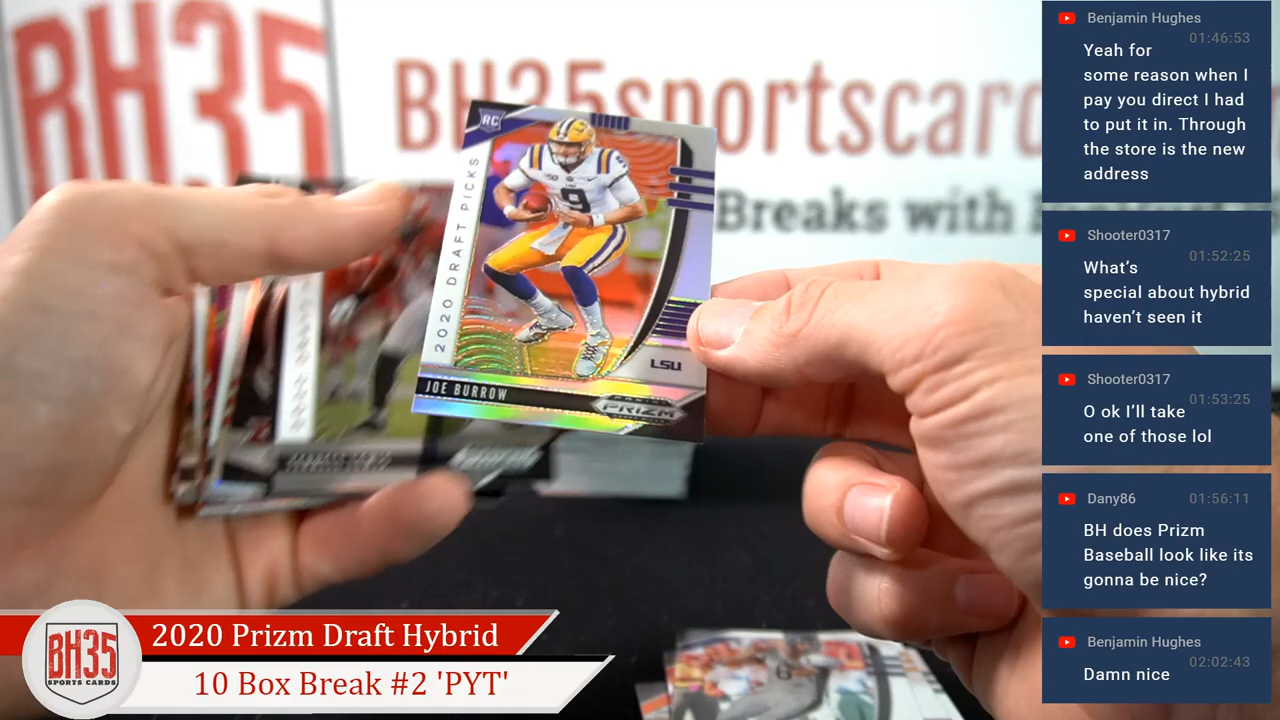 BH35
BH35sportscard
Breaks with
RC
2020 DRAFT PICKS
9
LSU
JOE BURROW
PRIZM
BH35
SPORTS CARDS
2020 Prizm Draft Hybrid
10 Box Break #2 'PYT'
Benjamin Hughes
01:46:53
Yeah for
some reason when I
pay you direct I had
to put it in. Through
the store is the new
address
Shooter0317
01:52:25
What's
special about hybrid
haven't seen it
Shooter0317
01:53:25
O ok I'll take
one of those lol
Dany86 01:56:11
BH does Prizm
Baseball look like its
gonna be nice?
Benjamin Hughes
02:02:43
Damn nice